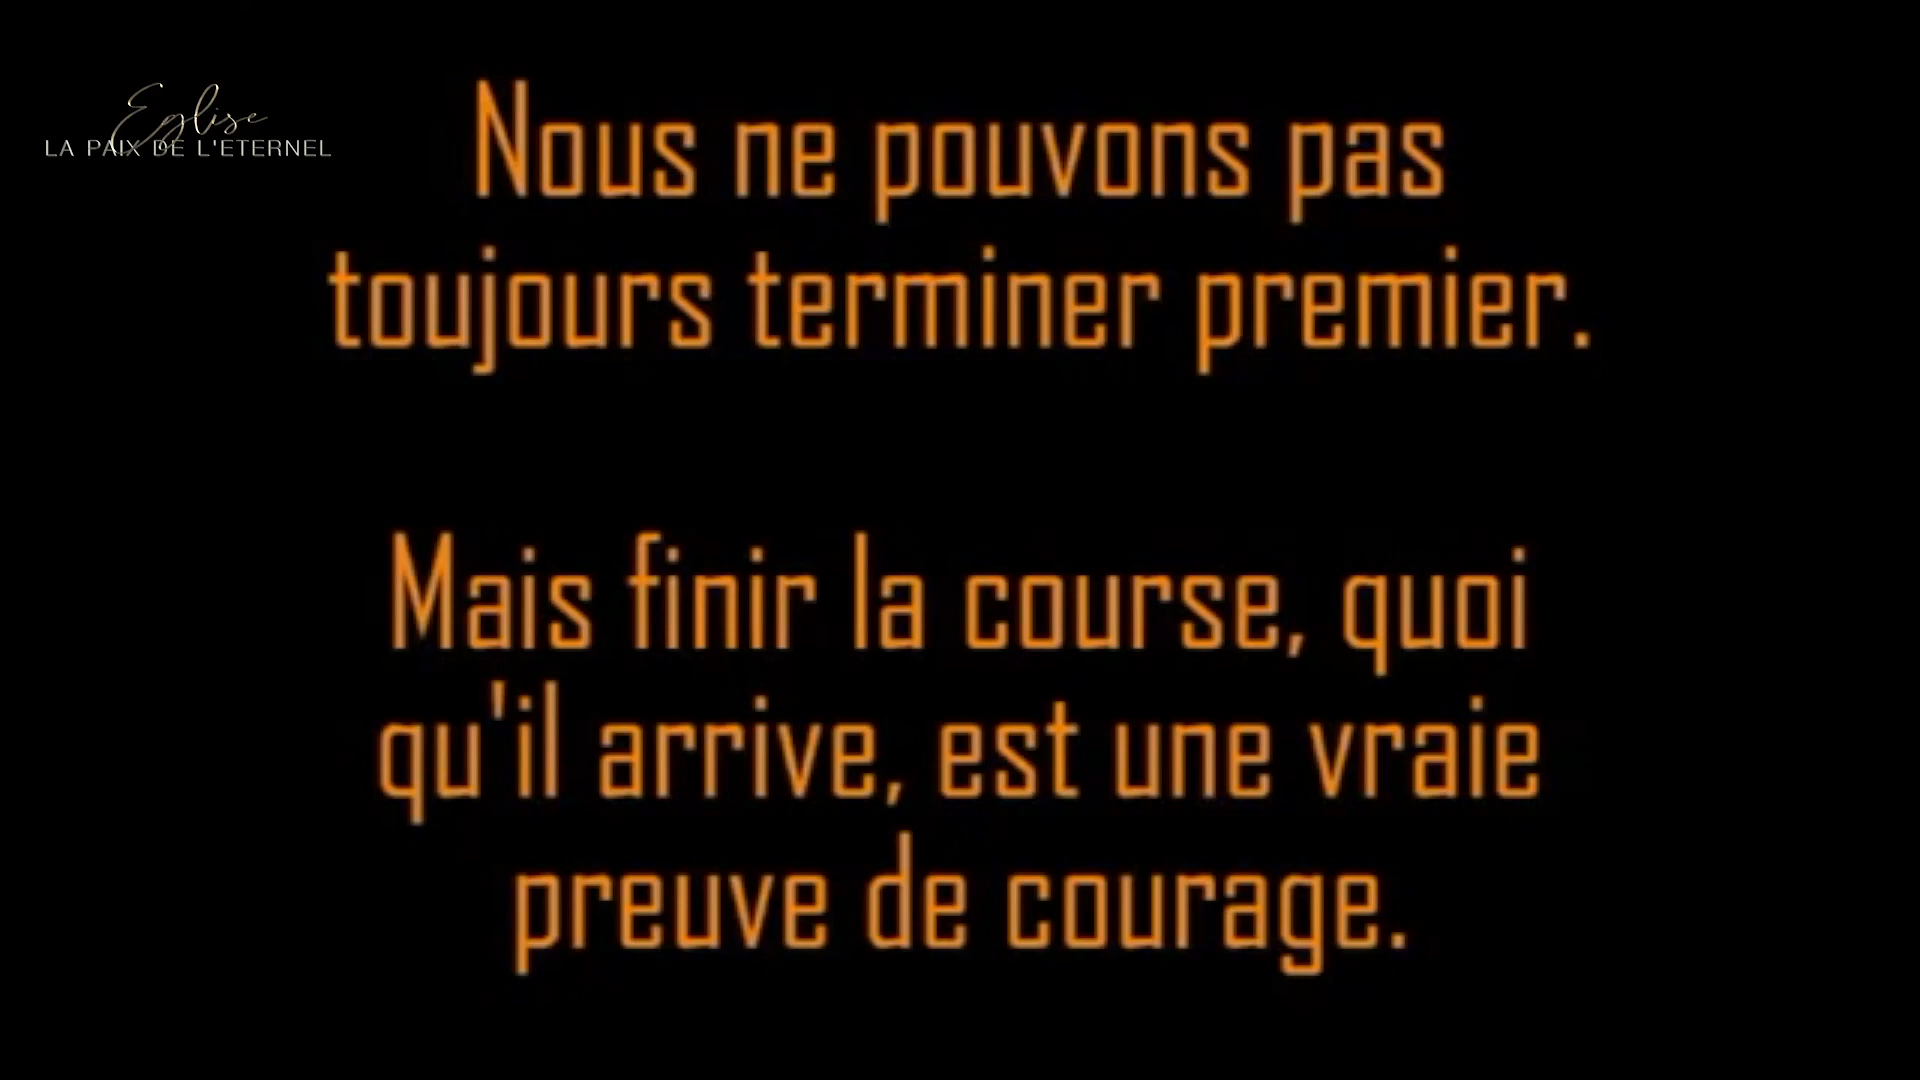 Eglise
LA PAIX DE L'ETERNEL
Nous ne pouvons pas
toujours terminer premier.
Mais finir la course, quoi
qu'il arrive, est une vraie
preuve de courage.